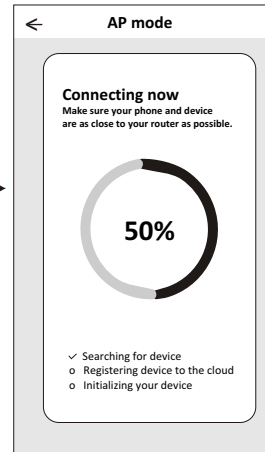 AP mode
Connecting now
Make sure your phone and device
are as close to your router as possible.
50%
✓ Searching for device
o Registering device to the cloud
o Initializing your device